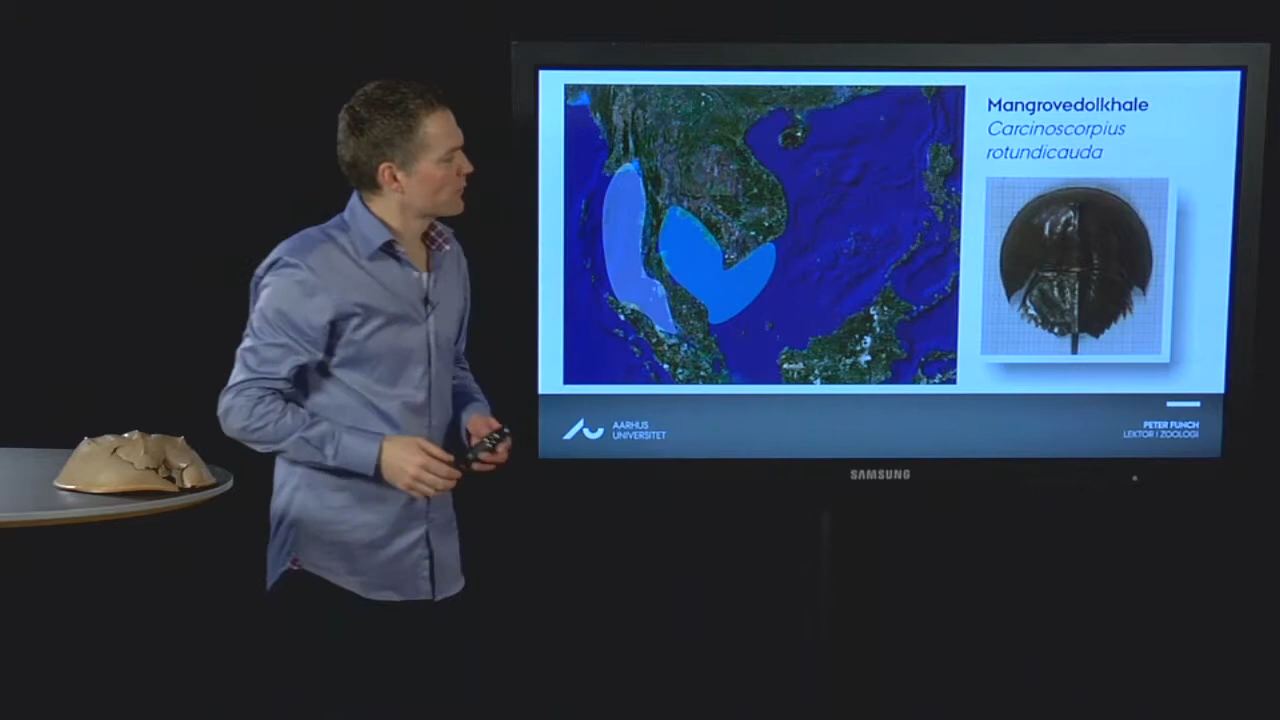 Mangrovedolkhale
Carcinoscorpius
rotundicauda
AARHUS
UNIVERSITET
PETER FUNCH
LEKTOR I ZOOLOGI
SAMSUNG